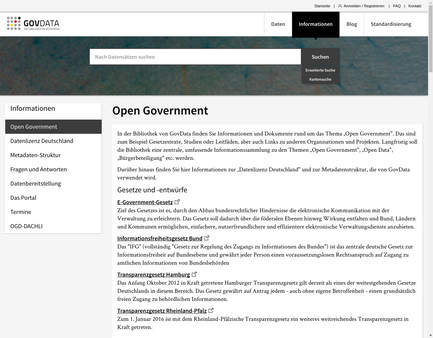 Startseite | Anmelden / Registrieren | FAQ | Kontakt
GOVDATA
Daten Informationen Blog Standardisierung
Nach Datensätzen suchen
Suchen
Erweiterte Suche
Kartensuche
Informationen
Open Government
Datenlizenz Deutschland
Metadaten-Struktur
Fragen und Antworten
Datenbereitstellung
Das Portal
Termine
OGD-DACHLI
Open Government
In der Bibliothek von GovData finden Sie Informationen und Dokumente rund um das Thema „Open Government". Das sind
zum Beispiel Gesetzentexte, Studien oder Leitfäden, aber auch Links zu anderen Organisationen und Projekten. Langfristig soll
die Bibliothek eine zentrale, umfassende Informationssammlung zu den Themen „Open Government", „Open Data",
„Bürgerbeteiligung" etc. werden.
Darüber hinaus finden Sie hier Informationen zur „Datenlizenz Deutschland" und zur Metadatenstruktur, die von GovData
verwendet wird.
Gesetze und -entwürfe
E-Government-Gesetz
Ziel des Gesetzes ist es, durch den Abbau bundesrechtlicher Hindernisse die elektronische Kommunikation mit der
Verwaltung zu erleichtern. Das Gesetz soll dadurch über die föderalen Ebenen hinweg Wirkung entfalten und Bund, Ländern
und Kommunen ermöglichen, einfachere, nutzerfreundlichere und effizientere elektronische Verwaltungsdienste anzubieten.
Informationsfreiheitsgesetz Bund
Das "IFG" (vollständig "Gesetz zur Regelung des Zugangs zu Informationen des Bundes") ist das zentrale deutsche Gesetz zur
Informationsfreiheit auf Bundesebene und gewährt jeder Person einen voraussetzungslosen Rechtsanspruch auf Zugang zu
amtlichen Informationen von Bundesbehörden
Transparenzgesetz Hamburg
Das Anfang Oktober 2012 in Kraft getretene Hamburger Transparenzgesetz gilt derzeit als eines der weitestgehenden Gesetze
Deutschlands in diesem Bereich. Das Gesetz gewährt auf Antrag jedem - auch ohne eigene Betroffenheit - einen grundsätzlich
freien Zugang zu behördlichen Informationen.
Transparenzgesetz Rheinland-Pfalz
Zum 1. Januar 2016 ist mit dem Rheinland-Pfälzische Transparenzgesetz ein weiteres weitreichendes Transparenzgesetz in
Kraft getreten.